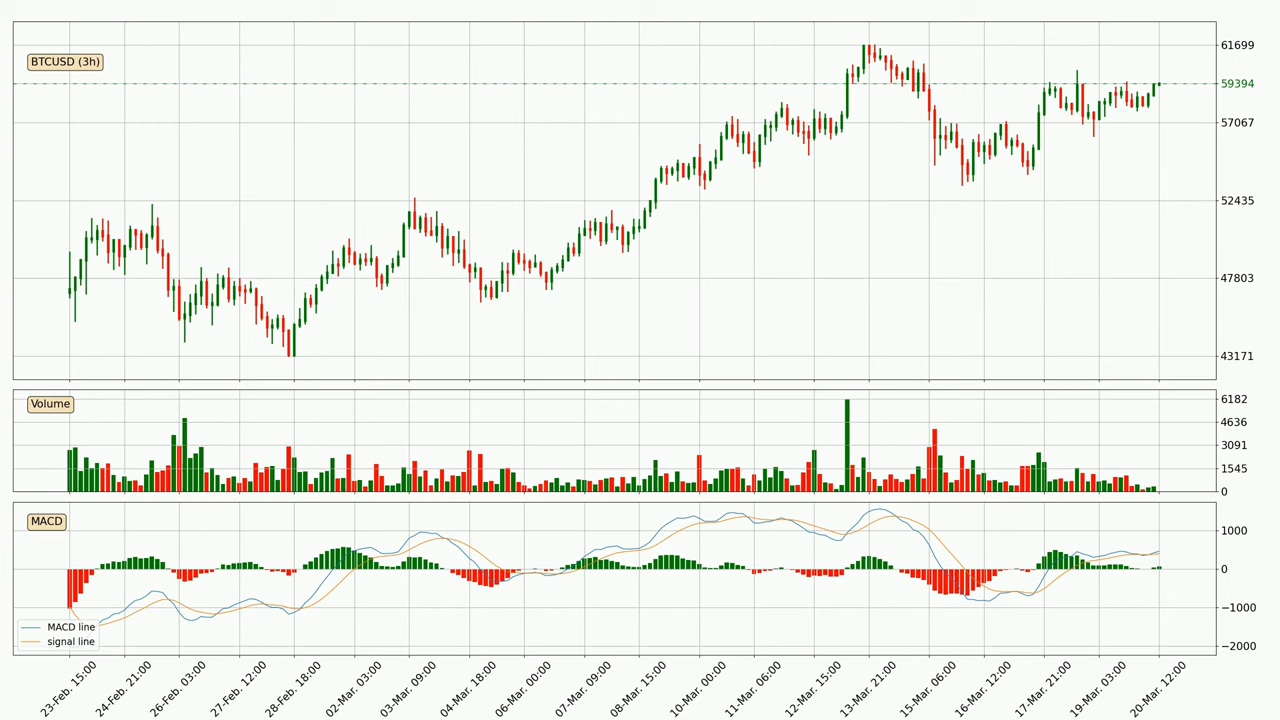 BTCUSD (3h)
61699
59394
57067
52435
47803
43171
Volume
6182
4636
3091
1545
0
MACD
1000
0
−1000
−2000
MACD line
signal line
23-Feb. 15:00
24-Feb. 21:00
26-Feb. 03:00
27-Feb. 12:00
28-Feb. 18:00
02-Mar. 03:00
03-Mar. 09:00
04-Mar. 18:00
06-Mar. 00:00
07-Mar. 09:00
08-Mar. 15:00
10-Mar. 00:00
11-Mar. 06:00
12-Mar. 15:00
13-Mar. 21:00
15-Mar. 06:00
16-Mar. 12:00
17-Mar. 21:00
19-Mar. 03:00
20-Mar. 12:00